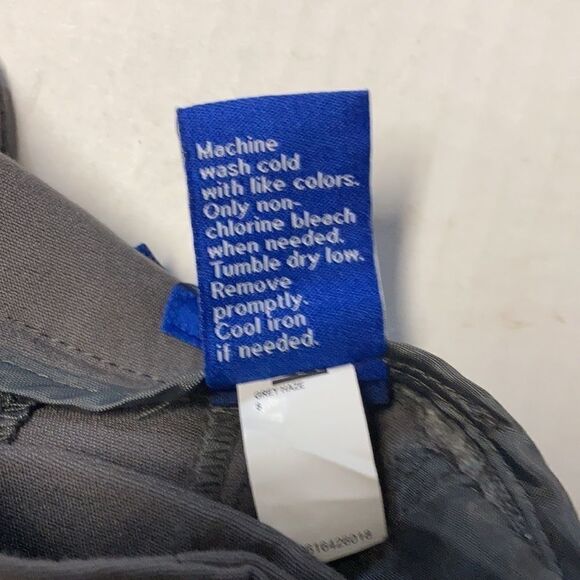 Machine
wash cold
with like colors.
Only non-
chlorine bleach
when needed.
Tumble dry low.
Remove
promptly.
Cool iron
if needed.
GREY HAZE
8
616426018